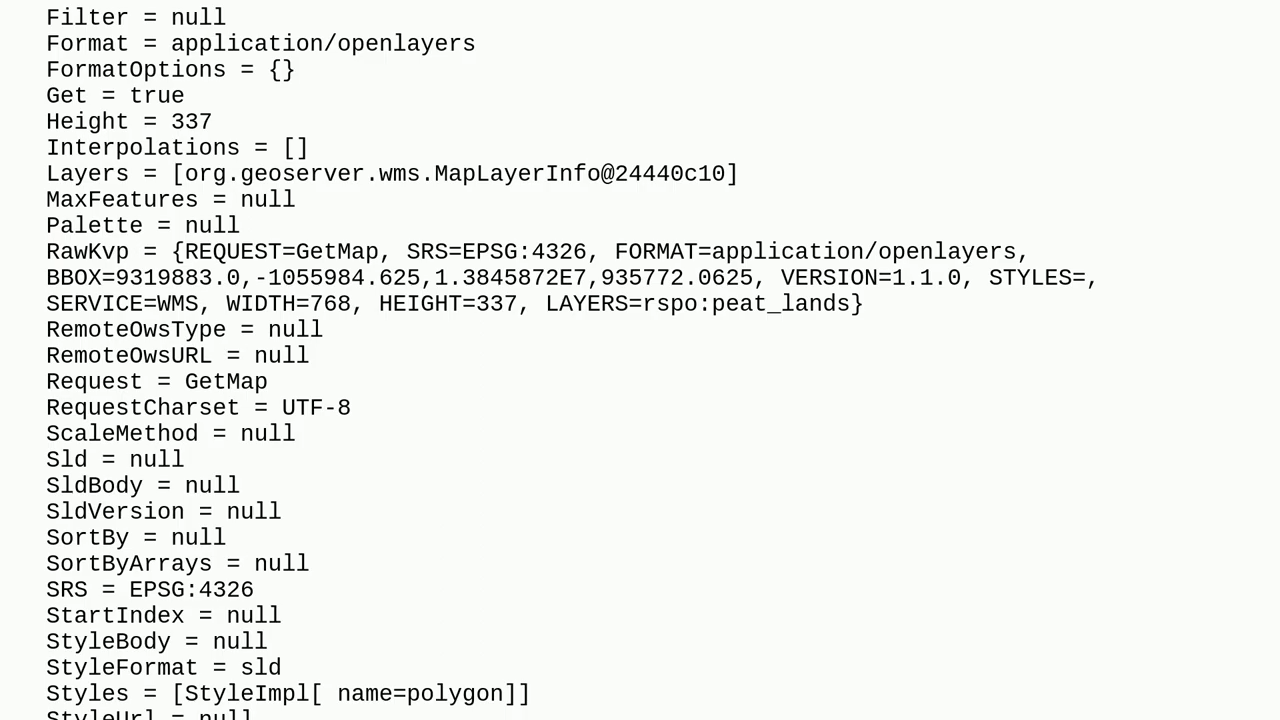 Filter = null
Format = application/openlayers
FormatOptions = {}
Get = true
Height = 337
Interpolations = []
Layers = [org.geoserver.wms.MapLayerInfo@24440c10]
MaxFeatures = null
Palette = null
RawKvp = {REQUEST=GetMap, SRS=EPSG:4326, FORMAT=application/openlayers,
BBOX=9319883.0,-1055984.625,1.3845872E7,935772.0625, VERSION=1.1.0, STYLES=,
SERVICE=WMS, WIDTH=768, HEIGHT=337, LAYERS=rspo:peat_lands}
RemoteOwsType = null
RemoteOwsURL = null
Request = GetMap
RequestCharset = UTF-8
ScaleMethod = null
Sld = null
SldBody = null
SldVersion = null
SortBy = null
SortByArrays = null
SRS = EPSG:4326
StartIndex = null
StyleBody = null
StyleFormat = sld
Styles = [StyleImpl[ name=polygon]]
StyleUrl = null